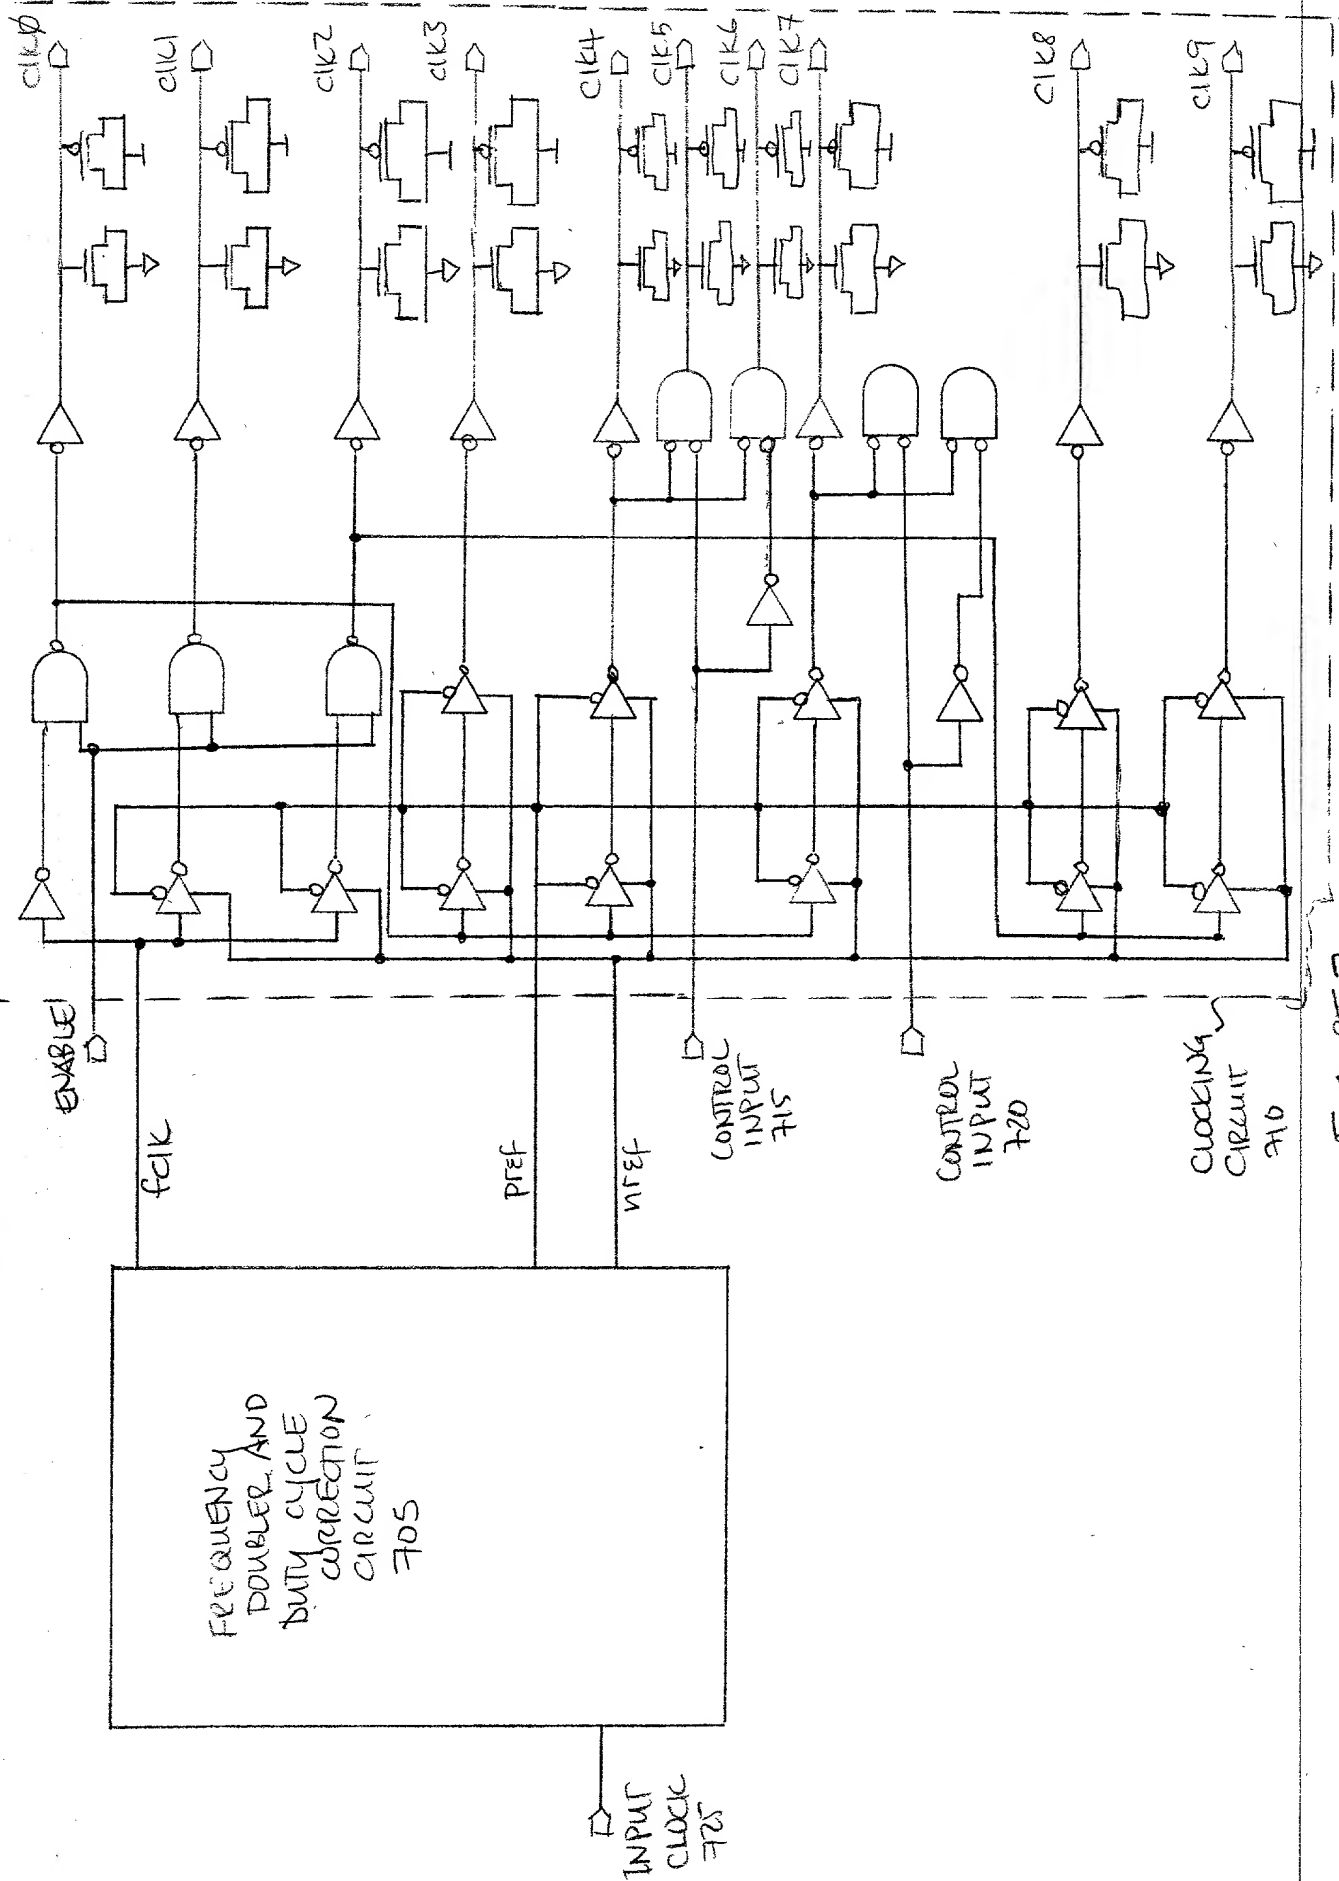 INPUT
CLOCK
725
FREQUENCY
DOUBLER AND
DUTY CYCLE
CORRECTION
CIRCUIT
705
fclk
pref
nref
ENABLE
CONTROL
INPUT
715
CONTROL
INPUT
720
CLOCKING
CIRCUIT
710
clkø
clk1
clk2
clk3
clk4
clk5
clk6
clk7
clk8
clk9